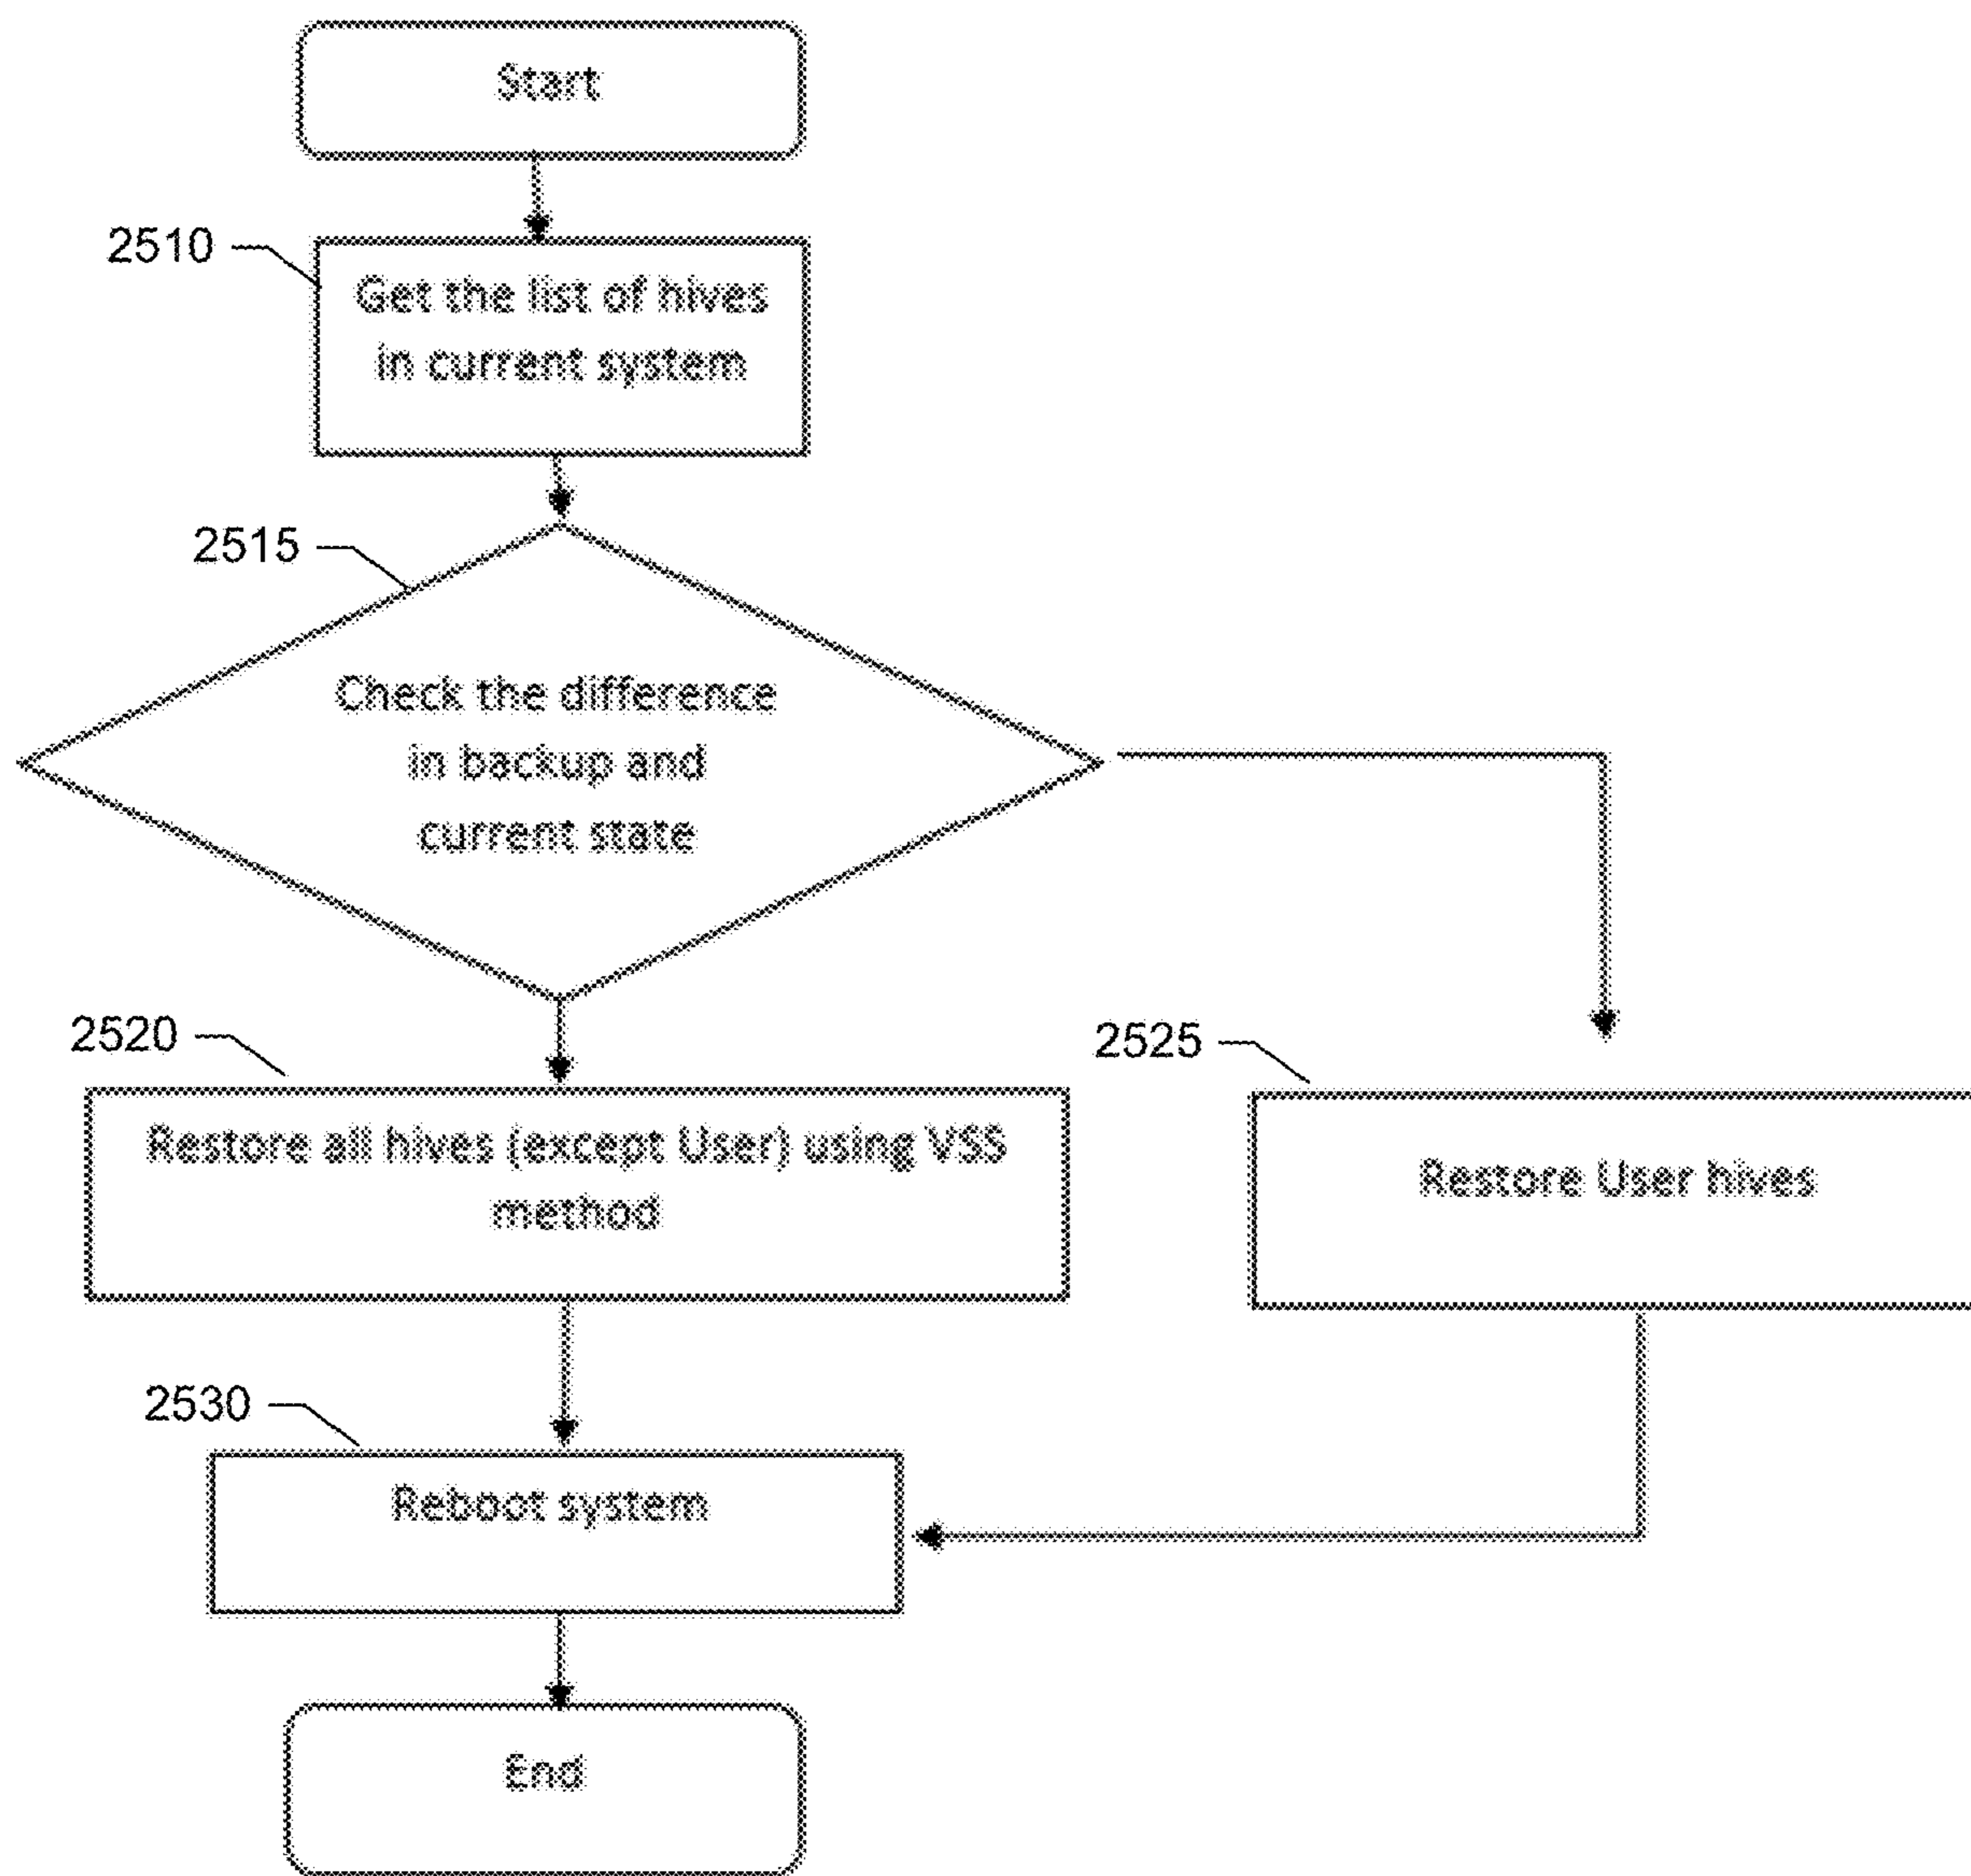 Start
2510
Get the list of hives
in current system
2515
Check the difference
in backup and
current state
2520
Restore all hives (except User) using VSS
method
2525
Restore User hives
2530
Reboot system
End